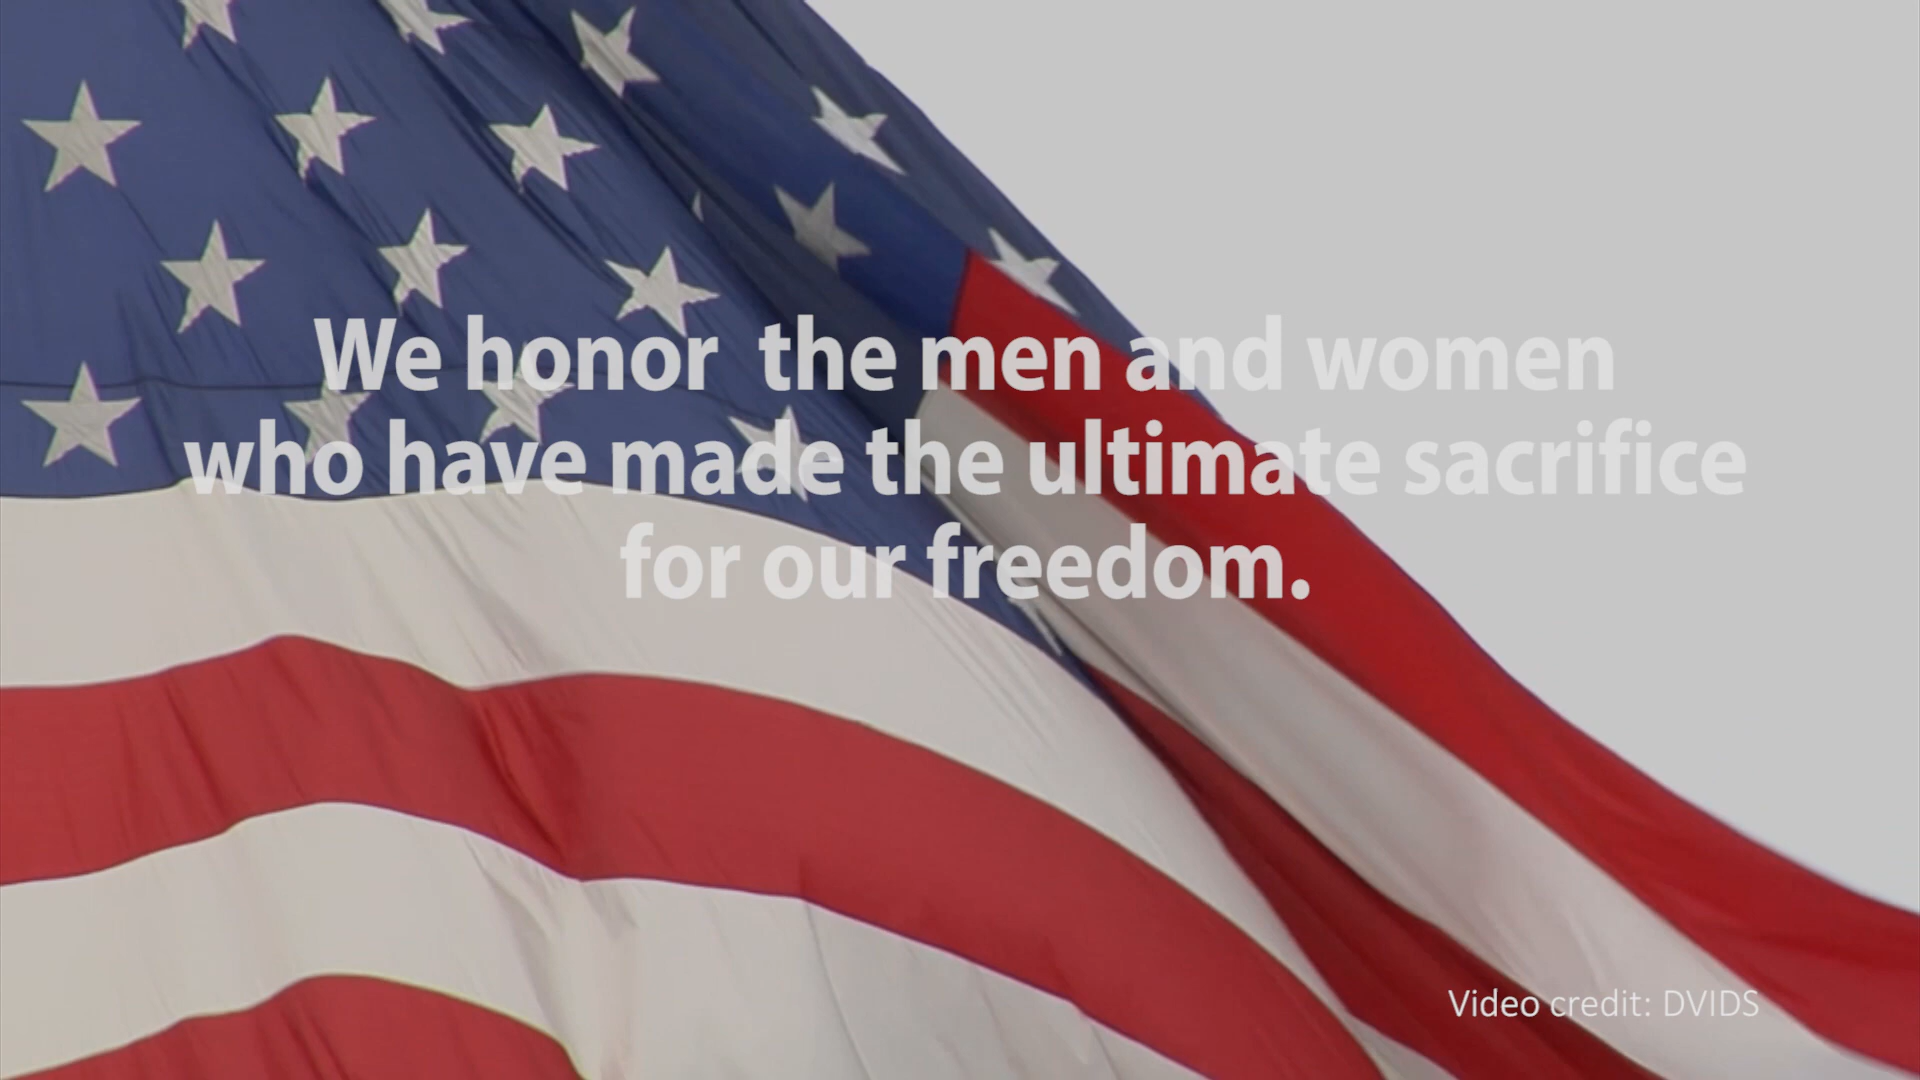 We honor  the men and women
who have made the ultimate sacrifice
for our freedom.
Video credit: DVIDS